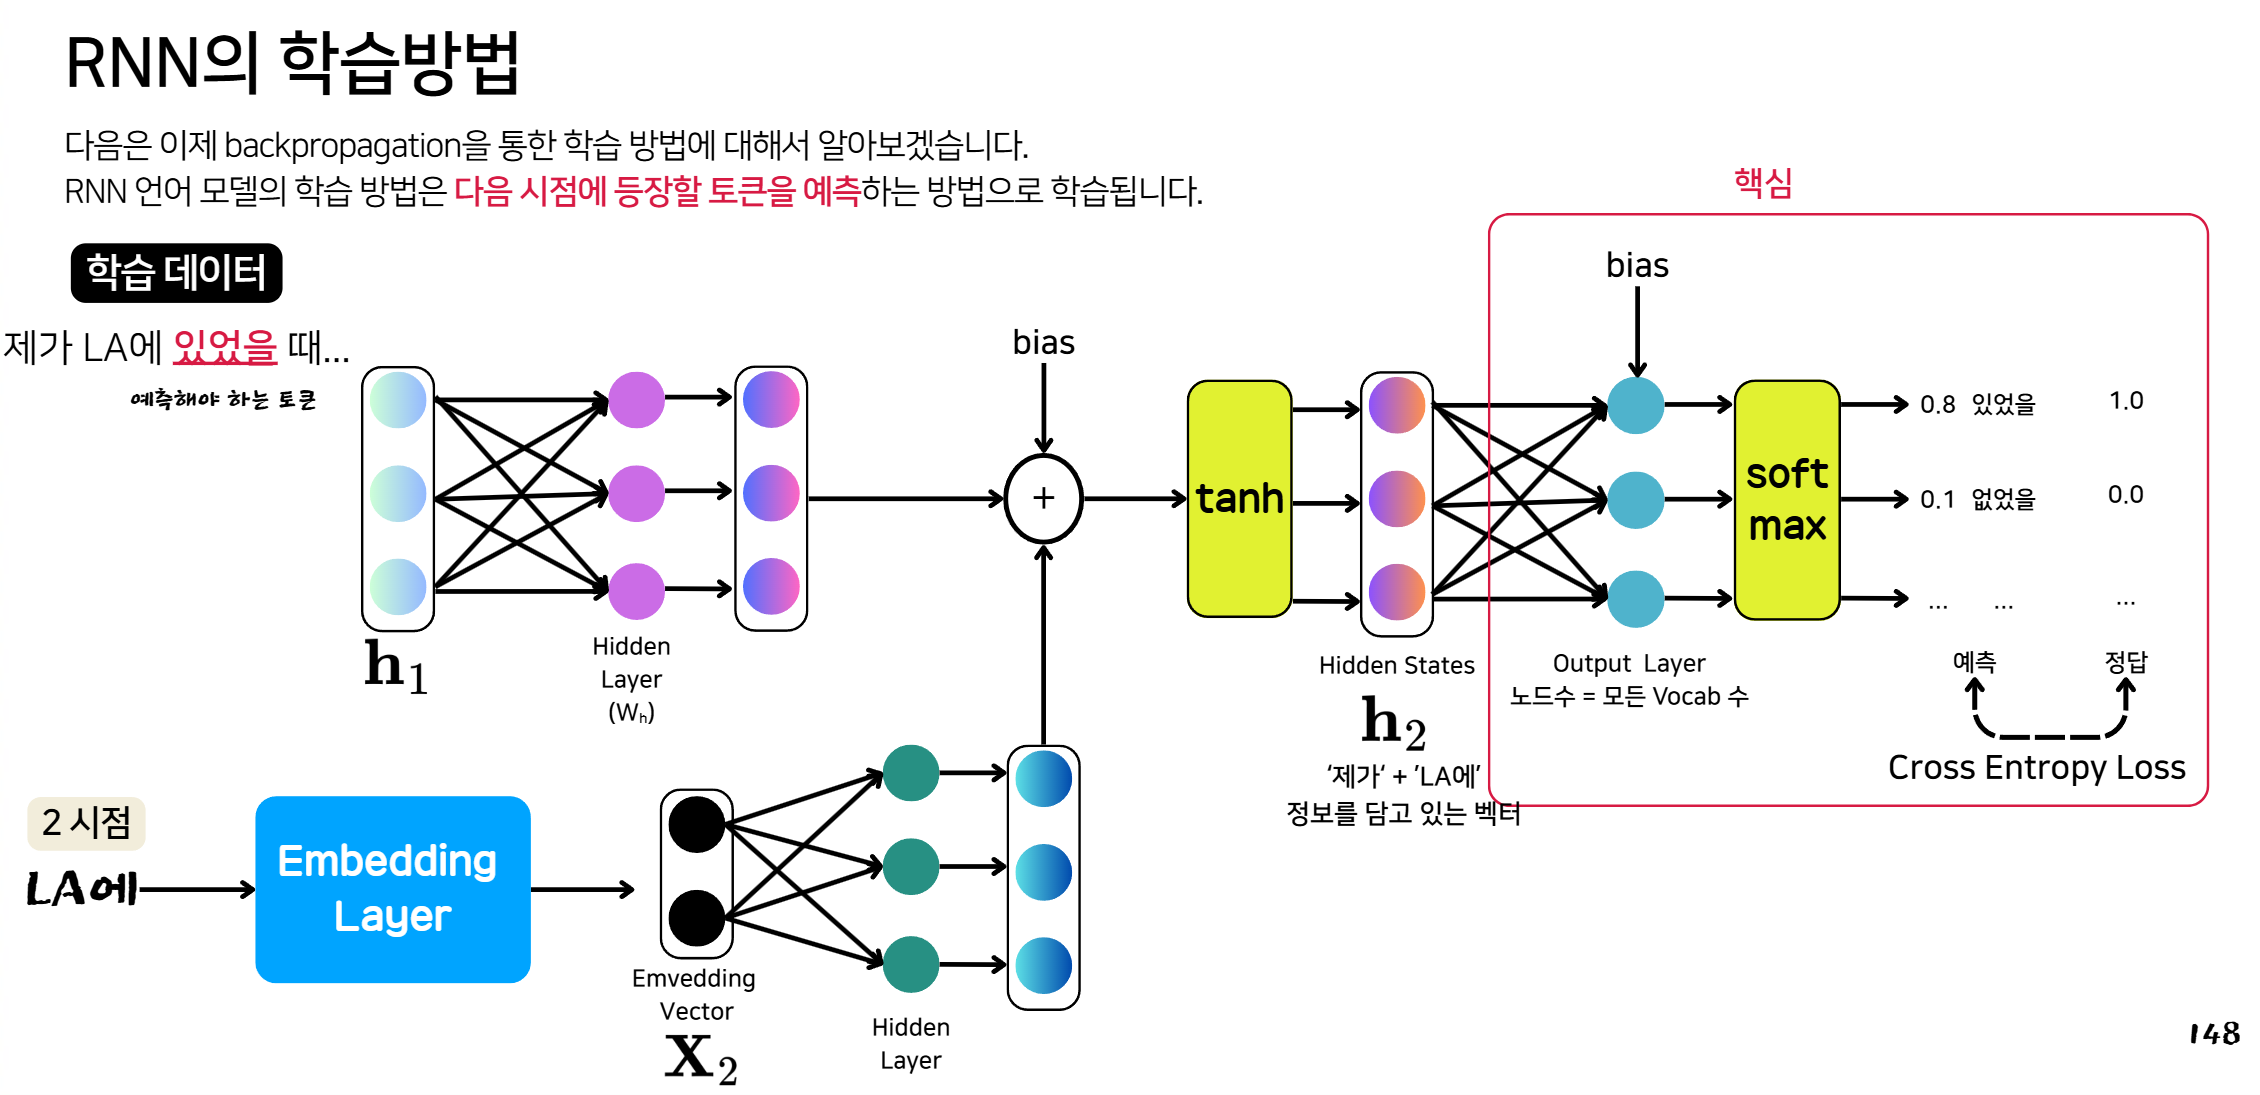 RNN의 학습방법
다음은 이제 backpropagation을 통한 학습 방법에 대해서 알아보겠습니다.
RNN 언어 모델의 학습 방법은 다음 시점에 등장할 토큰을 예측하는 방법으로 학습됩니다.
핵심
학습 데이터
제가 LA에 있었을 때...
예측해야 하는 토큰
bias
bias
+
tanh
soft
max
0.8 있었을 1.0
0.1 없었을 0.0
... ... ...
예측 정답
Cross Entropy Loss
h1
Hidden
Layer
(Wh)
Hidden States
h2
‘제가‘ + ’LA에’
정보를 담고 있는 벡터
Output Layer
노드수 = 모든 Vocab 수
2 시점
LA에
Embedding
Layer
Emvedding
Vector
X2
Hidden
Layer
148